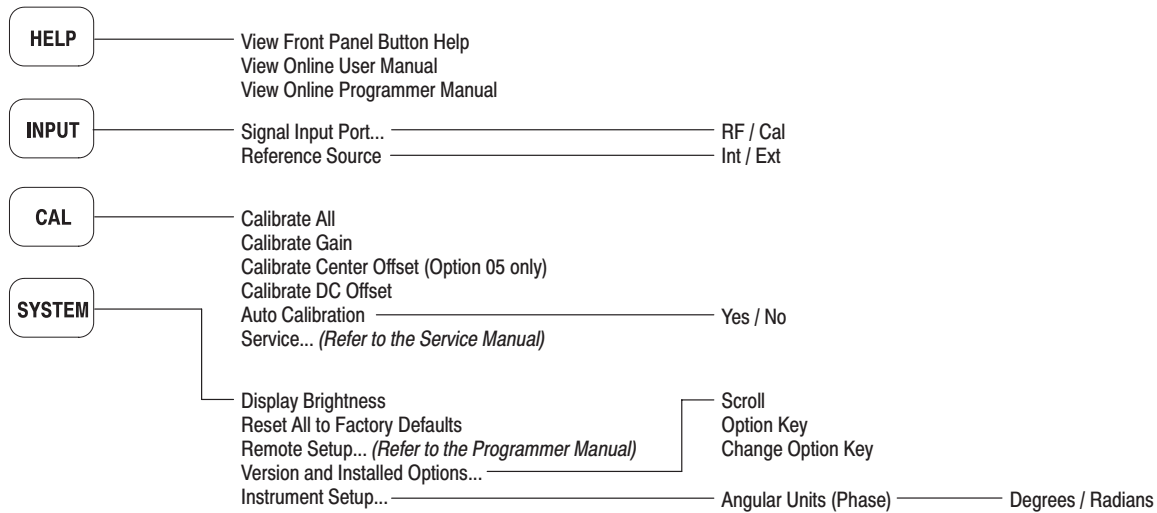 HELP
View Front Panel Button Help
View Online User Manual
View Online Programmer Manual
INPUT
Signal Input Port... RF / Cal
Reference Source Int / Ext
CAL
Calibrate All
Calibrate Gain
Calibrate Center Offset (Option 05 only)
Calibrate DC Offset
SYSTEM
Auto Calibration Yes / No
Service... (Refer to the Service Manual)
Display Brightness Scroll
Reset All to Factory Defaults Option Key
Remote Setup... (Refer to the Programmer Manual) Change Option Key
Version and Installed Options...
Instrument Setup... Angular Units (Phase) Degrees / Radians